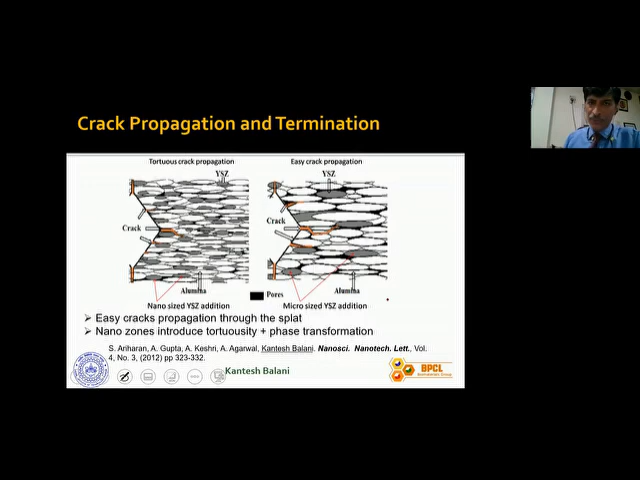 Crack Propagation and Termination
Tortuous crack propagation
Easy crack propagation
YSZ
YSZ
Crack
Crack
Alumina
Alumina
Pores
Nano sized YSZ addition
Micro sized YSZ addition
Easy cracks propagation through the splat
Nano zones introduce tortuousity + phase transformation
S. Ariharan, A. Gupta, A. Keshri, A. Agarwal, Kantesh Balani. Nanosci. Nanotech. Lett., Vol.
4, No. 3, (2012) pp 323-332.
Kantesh Balani
BPCL